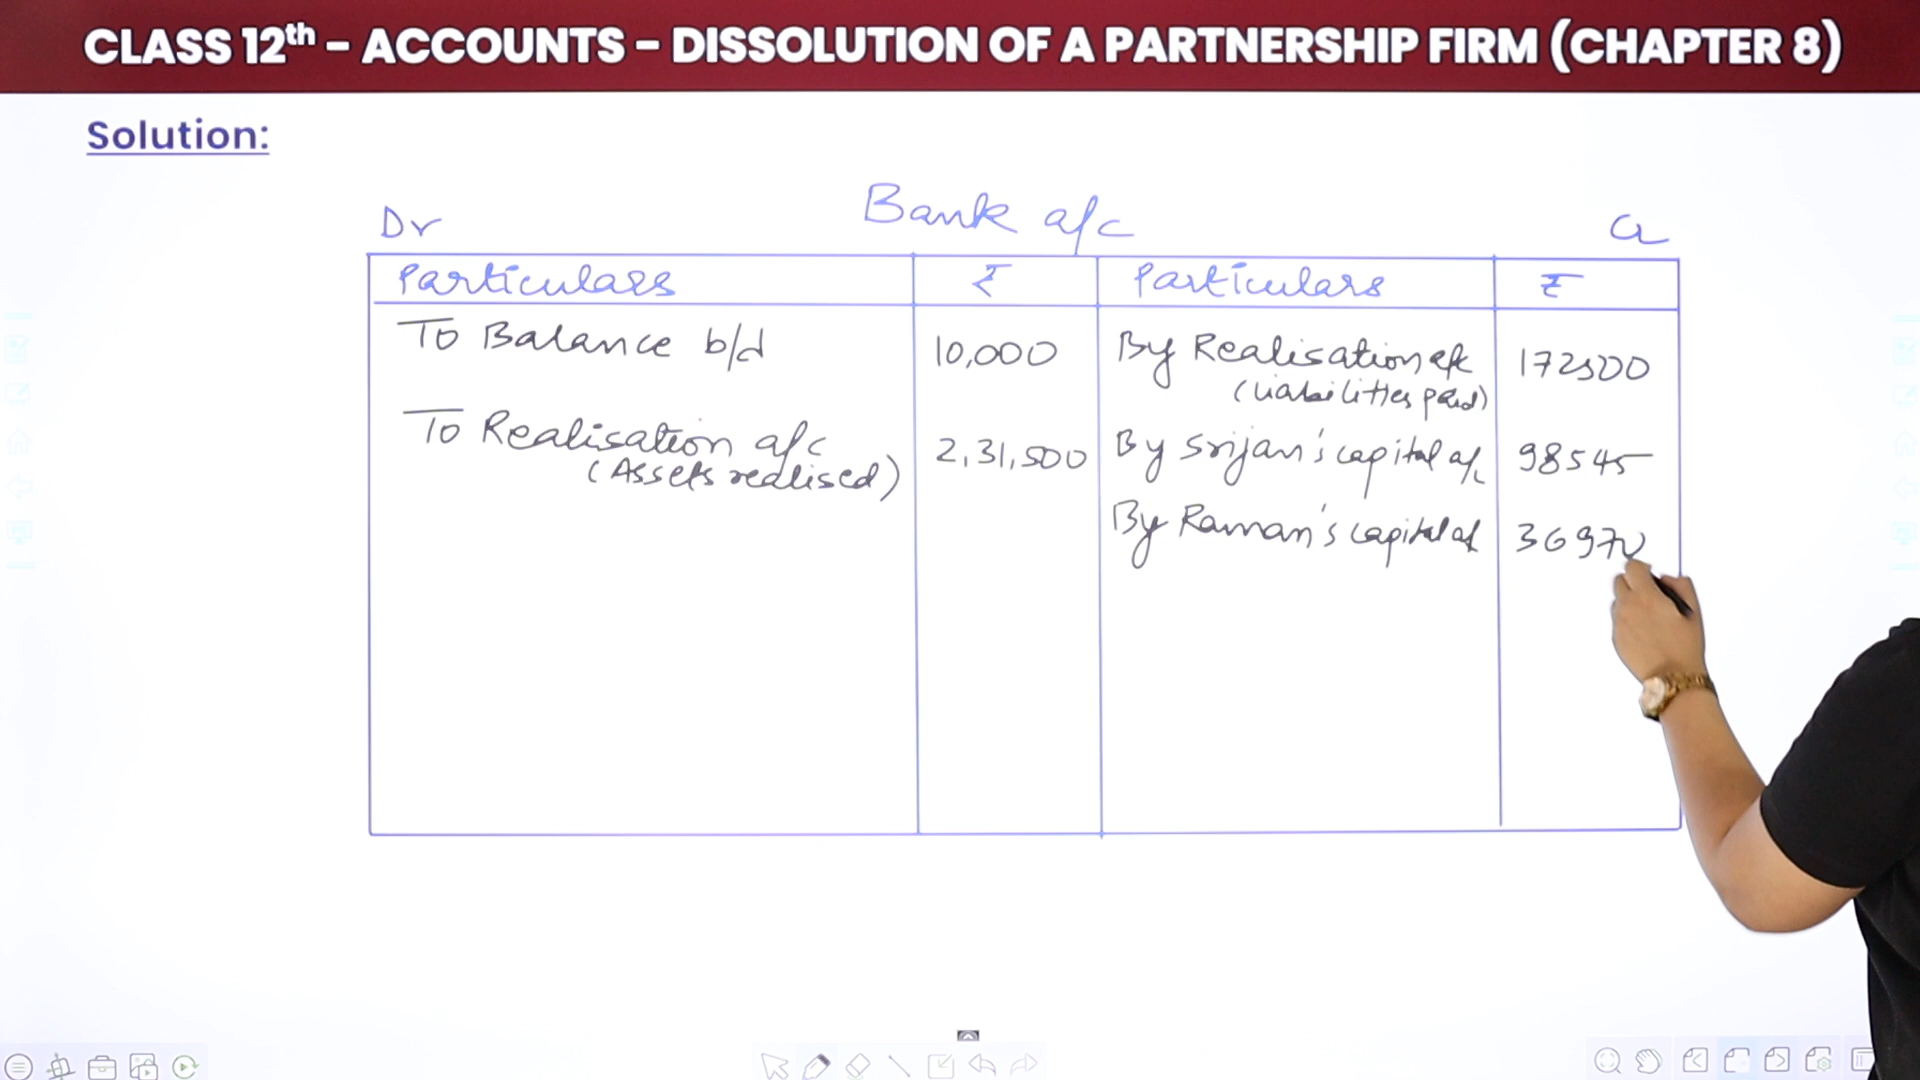 CLASS 12th - ACCOUNTS - DISSOLUTION OF A PARTNERSHIP FIRM (CHAPTER 8)
Solution:
Dr Bank a/c Cr
Particulars ₹ Particulars ₹
To Balance b/d 10,000 By Realisation a/c 172500
(Liabilities paid)
To Realisation a/c 2,31,500 By Srijan's capital a/c 98545
(Assets realised)
By Raman's capital a/c